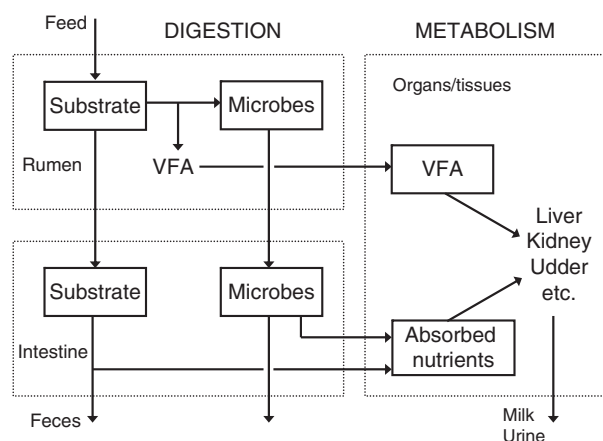 Feed
DIGESTION
METABOLISM
Substrate
Microbes
Organs/tissues
Rumen
VFA
VFA
Liver
Kidney
Udder
etc.
Substrate
Microbes
Intestine
Absorbed
nutrients
Feces
Milk
Urine